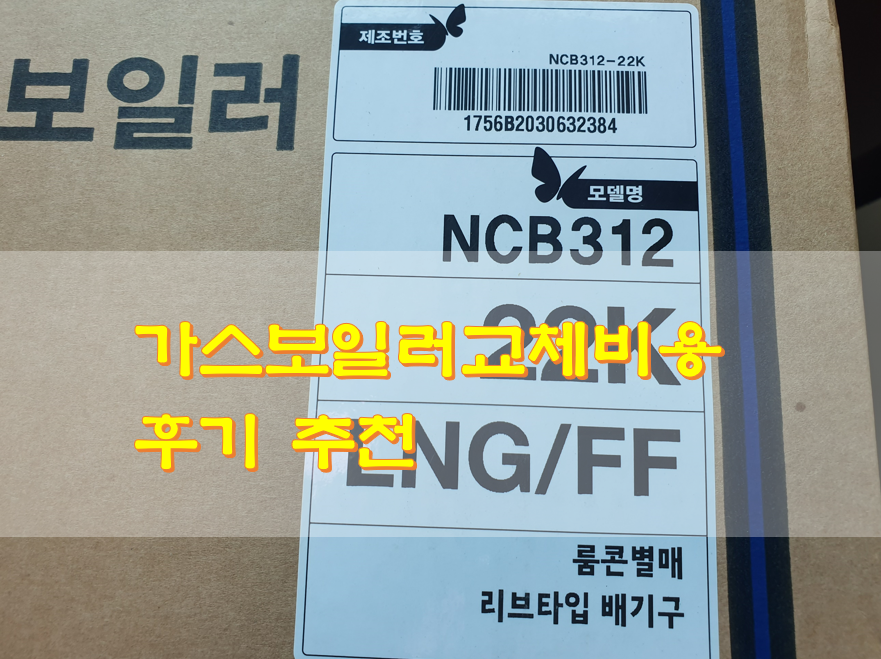 보일러
제조번호
NCB312-22K
1756B2030632384
모델명
NCB312
22K
가스보일러교체비용
후기 추천
LNG/FF
룸콘별매
리브타입 배기구